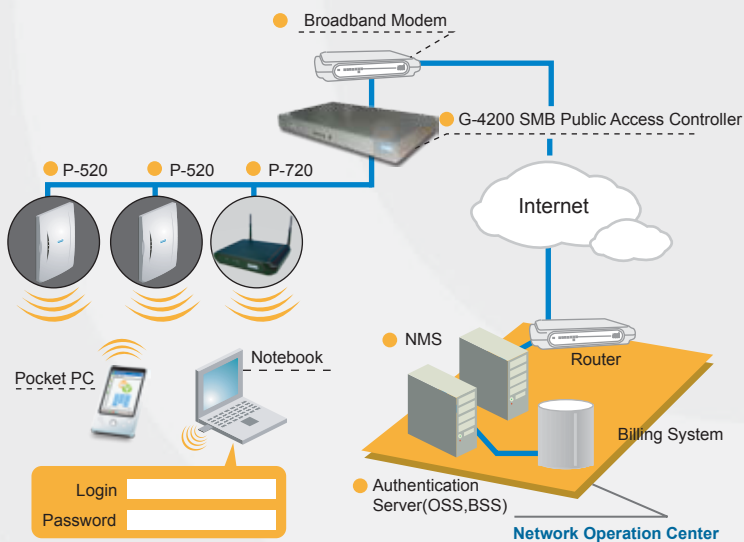 Broadband Modem
G-4200 SMB Public Access Controller
P-520
P-520
P-720
Internet
NMS
Router
Notebook
Pocket PC
Billing System
Login
Password
Authentication
Server(OSS,BSS)
Network Operation Center